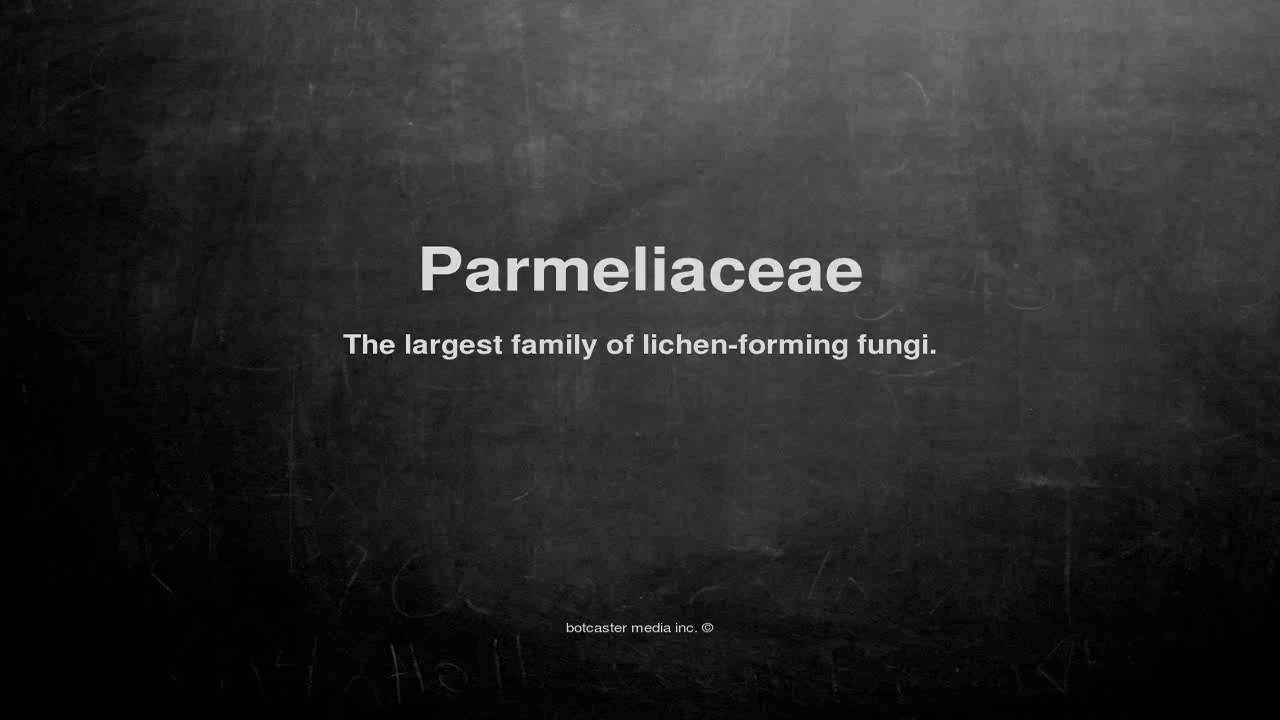 Parmeliaceae
The largest family of lichen-forming fungi.
botcaster media inc. ©